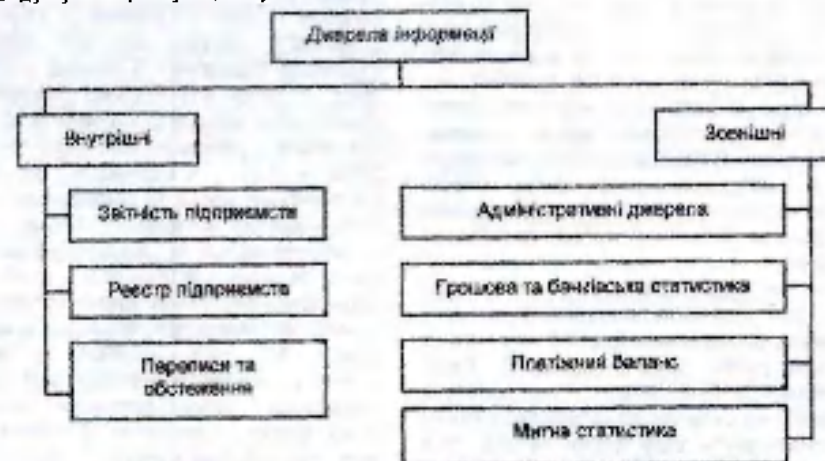 Джерела інформації
Внутрішні
Зовнішні
Звітність підприємств
Реєстр підприємств
Переписи та
обстеження
Адміністративні джерела
Грошова та банківська статистика
Платіжний баланс
Митна статистика